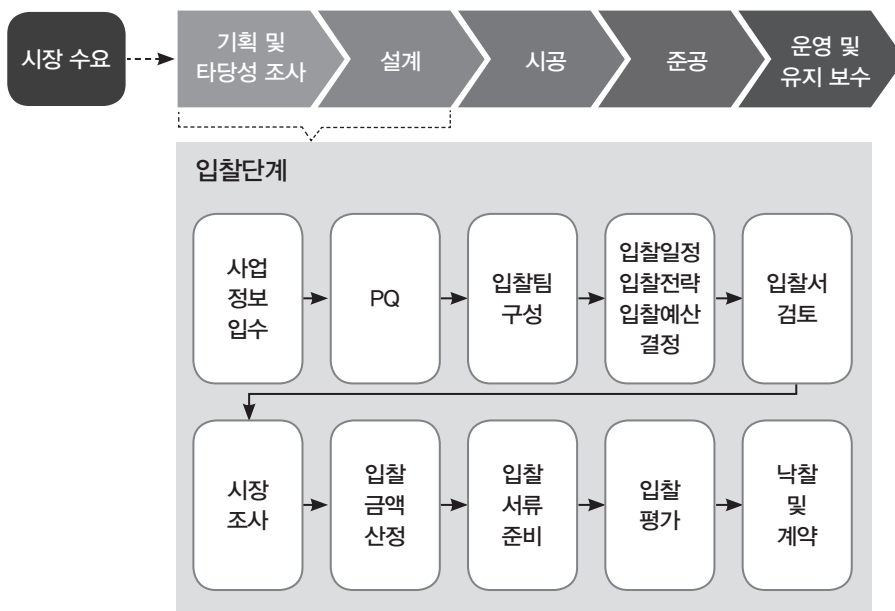 시장 수요
기획 및
타당성 조사
설계
시공
준공
운영 및
유지 보수
입찰단계
사업
정보
입수
PQ
입찰팀
구성
입찰일정
입찰전략
입찰예산
결정
입찰서
검토
시장
조사
입찰
금액
산정
입찰
서류
준비
입찰
평가
낙찰
및
계약